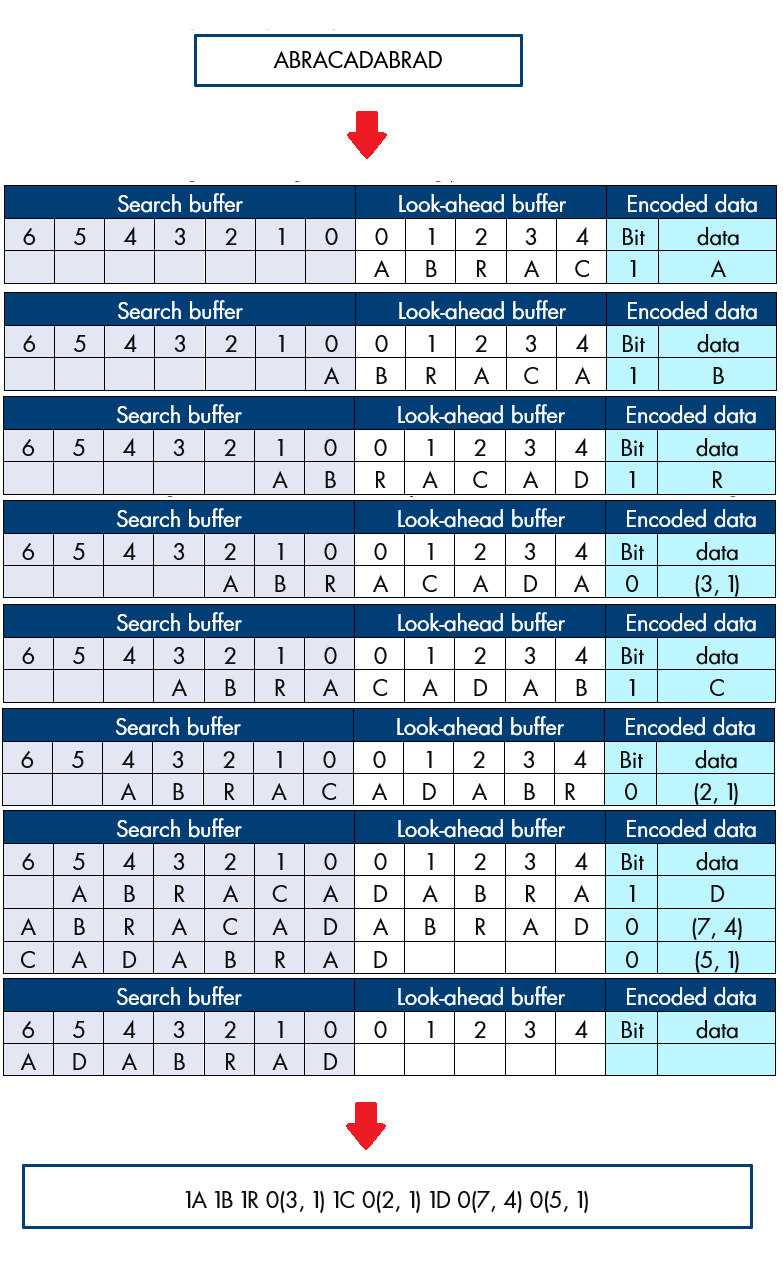 ABRACADABRAD
Search buffer Look-ahead buffer Encoded data
6 5 4 3 2 1 0 0 1 2 3 4 Bit data
A B R A C 1 A
Search buffer Look-ahead buffer Encoded data
6 5 4 3 2 1 0 0 1 2 3 4 Bit data
A B R A C A 1 B
Search buffer Look-ahead buffer Encoded data
6 5 4 3 2 1 0 0 1 2 3 4 Bit data
A B R A C A D 1 R
Search buffer Look-ahead buffer Encoded data
6 5 4 3 2 1 0 0 1 2 3 4 Bit data
A B R A C A D A 0 (3, 1)
Search buffer Look-ahead buffer Encoded data
6 5 4 3 2 1 0 0 1 2 3 4 Bit data
A B R A C A D A B 1 C
Search buffer Look-ahead buffer Encoded data
6 5 4 3 2 1 0 0 1 2 3 4 Bit data
A B R A C A D A B R 0 (2, 1)
Search buffer Look-ahead buffer Encoded data
6 5 4 3 2 1 0 0 1 2 3 4 Bit data
A B R A C A D A B R A 1 D
A B R A C A D A B R A D 0 (7, 4)
C A D A B R A D 0 (5, 1)
Search buffer Look-ahead buffer Encoded data
6 5 4 3 2 1 0 0 1 2 3 4 Bit data
A D A B R A D
1A 1B 1R 0(3, 1) 1C 0(2, 1) 1D 0(7, 4) 0(5, 1)